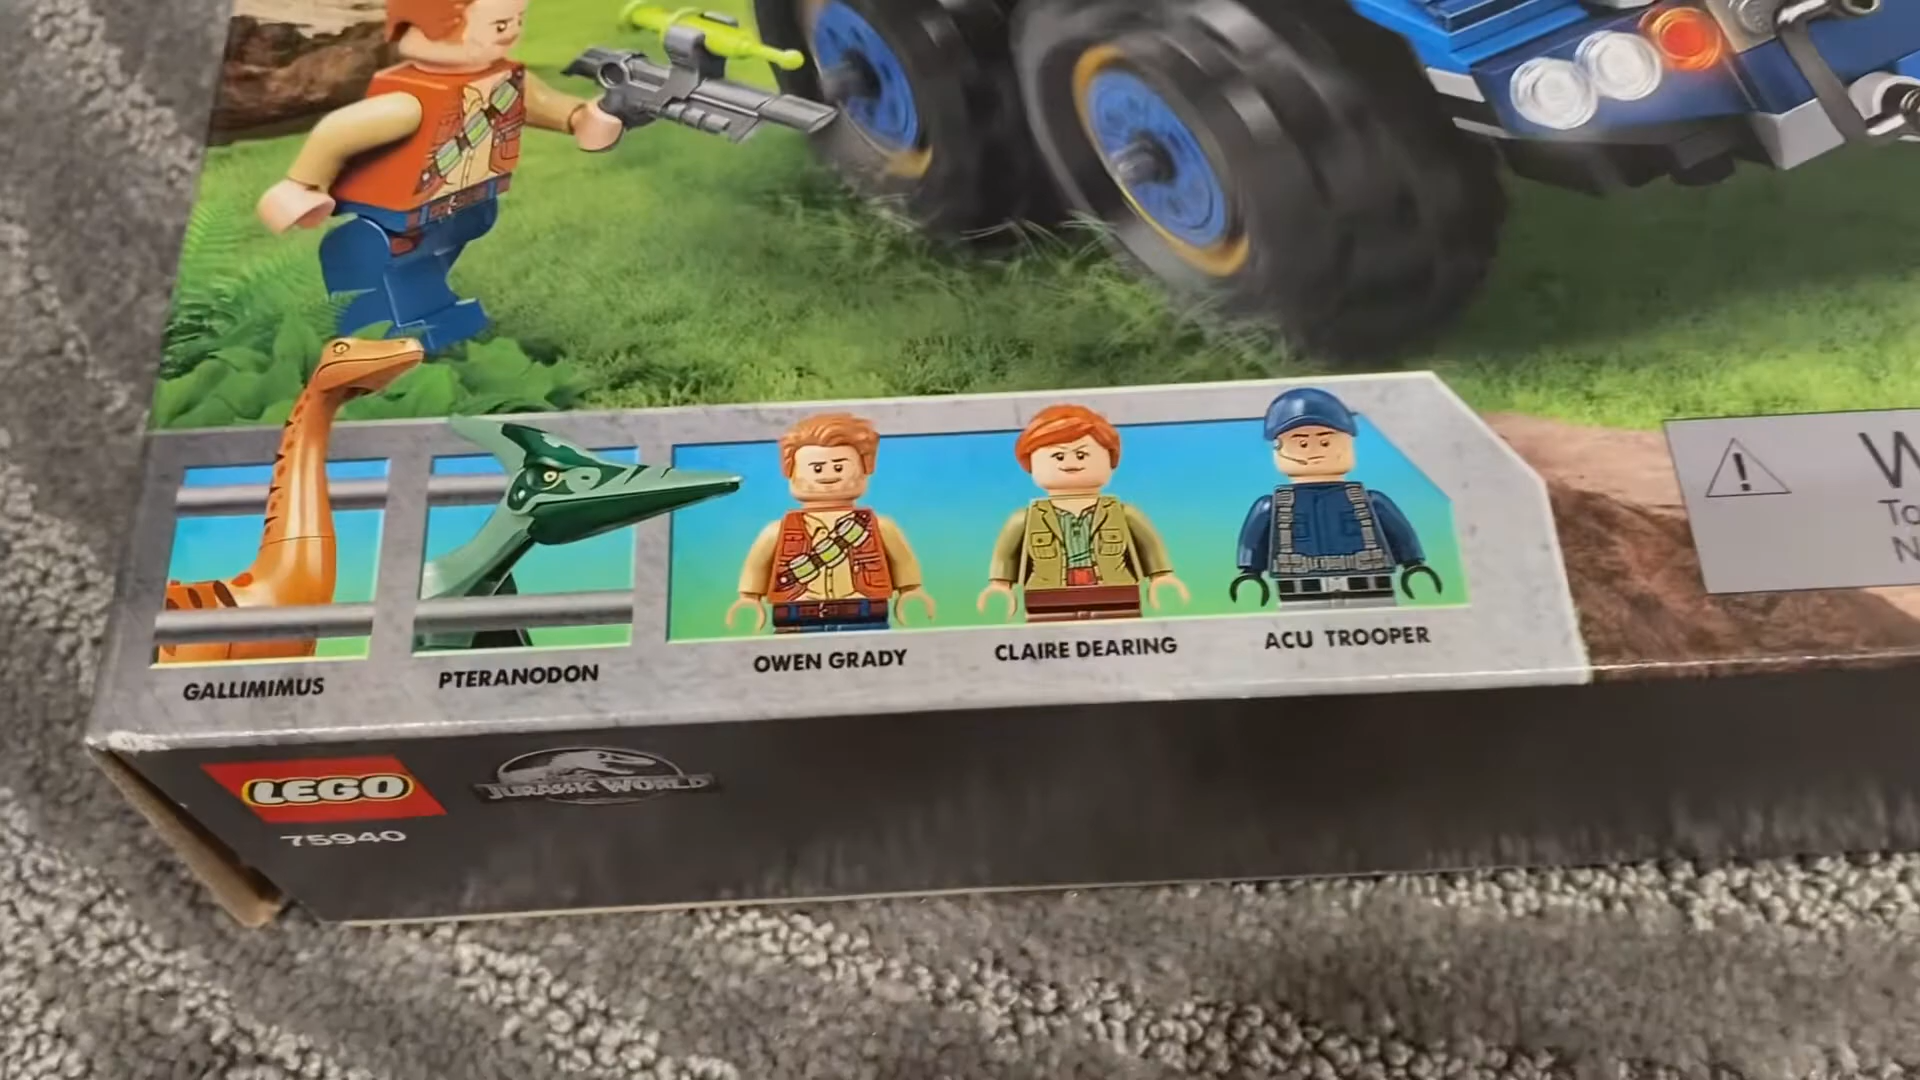 GALLIMIMUS
PTERANODON
OWEN GRADY
CLAIRE DEARING
ACU TROOPER
LEGO
75940
JURASSIC WORLD